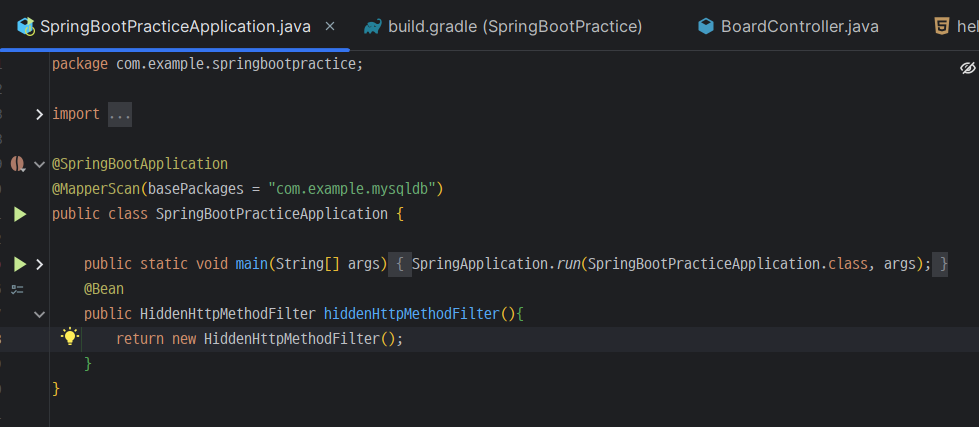 SpringBootPracticeApplication.java × build.gradle (SpringBootPractice) BoardController.java hel
package com.example.springbootpractice;
import ...
@SpringBootApplication
@MapperScan(basePackages = "com.example.mysqldb")
public class SpringBootPracticeApplication {
public static void main(String[] args) { SpringApplication.run(SpringBootPracticeApplication.class, args); }
@Bean
public HiddenHttpMethodFilter hiddenHttpMethodFilter(){
return new HiddenHttpMethodFilter();
}
}